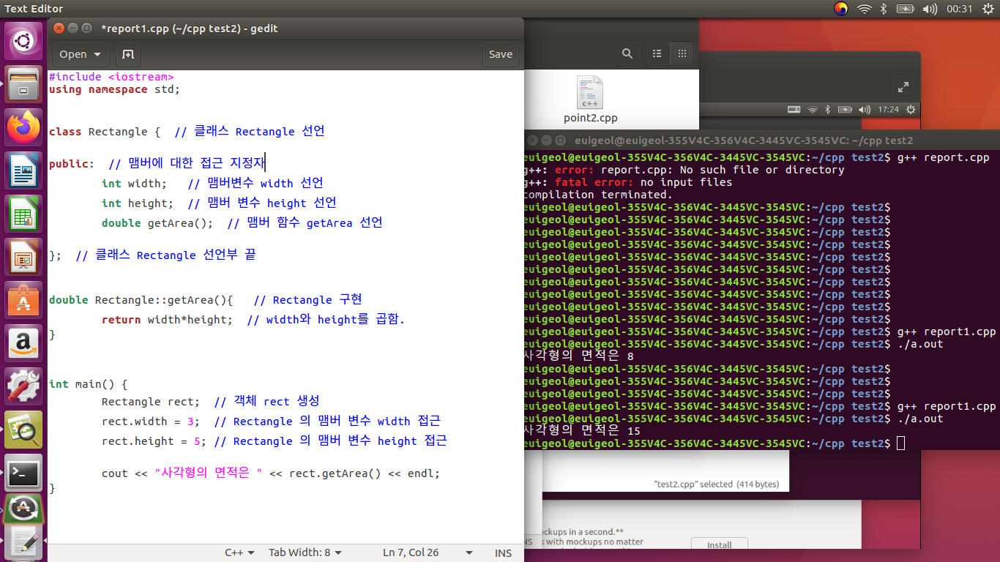 Text Editor
00:31
*report1.cpp (~/cpp test2) - gedit
Open
Save
#include <iostream>
using namespace std;
class Rectangle {  // 클래스 Rectangle 선언
public:  // 맴버에 대한 접근 지정자
int width;   // 맴버변수 width 선언
int height;  // 맴버 변수 height 선언
double getArea();  // 맴버 함수 getArea 선언
};  // 클래스 Rectangle 선언부 끝
double Rectangle::getArea(){   // Rectangle 구현
return width*height;  // width와 height를 곱함.
}
int main() {
Rectangle rect;  // 객체 rect 생성
rect.width = 3;  // Rectangle 의 맴버 변수 width 접근
rect.height = 5; // Rectangle 의 맴버 변수 height 접근
cout << "사각형의 면적은 " << rect.getArea() << endl;
}
C++
Tab Width: 8
Ln 7, Col 26
INS
c++
point2.cpp
17:24
euigeol@euigeol-355V4C-356V4C-3445VC-3545VC: ~/cpp test2
euigeol@euigeol-355V4C-356V4C-3445VC-3545VC:~/cpp test2$ g++ report.cpp
g++: error: report.cpp: No such file or directory
g++: fatal error: no input files
compilation terminated.
euigeol@euigeol-355V4C-356V4C-3445VC-3545VC:~/cpp test2$
euigeol@euigeol-355V4C-356V4C-3445VC-3545VC:~/cpp test2$
euigeol@euigeol-355V4C-356V4C-3445VC-3545VC:~/cpp test2$
euigeol@euigeol-355V4C-356V4C-3445VC-3545VC:~/cpp test2$
euigeol@euigeol-355V4C-356V4C-3445VC-3545VC:~/cpp test2$
euigeol@euigeol-355V4C-356V4C-3445VC-3545VC:~/cpp test2$
euigeol@euigeol-355V4C-356V4C-3445VC-3545VC:~/cpp test2$
euigeol@euigeol-355V4C-356V4C-3445VC-3545VC:~/cpp test2$
euigeol@euigeol-355V4C-356V4C-3445VC-3545VC:~/cpp test2$
euigeol@euigeol-355V4C-356V4C-3445VC-3545VC:~/cpp test2$
euigeol@euigeol-355V4C-356V4C-3445VC-3545VC:~/cpp test2$ g++ report1.cpp
euigeol@euigeol-355V4C-356V4C-3445VC-3545VC:~/cpp test2$ ./a.out
사각형의 면적은 8
euigeol@euigeol-355V4C-356V4C-3445VC-3545VC:~/cpp test2$
euigeol@euigeol-355V4C-356V4C-3445VC-3545VC:~/cpp test2$
euigeol@euigeol-355V4C-356V4C-3445VC-3545VC:~/cpp test2$
euigeol@euigeol-355V4C-356V4C-3445VC-3545VC:~/cpp test2$ g++ report1.cpp
euigeol@euigeol-355V4C-356V4C-3445VC-3545VC:~/cpp test2$ ./a.out
사각형의 면적은 15
euigeol@euigeol-355V4C-356V4C-3445VC-3545VC:~/cpp test2$
“test2.cpp” selected (414 bytes)
in a second.**
with mockups no matter
Install